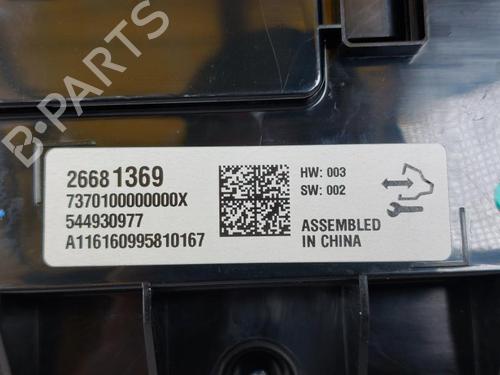 B-PARTS
26681369
7370100000000X
544930977
A116160995810167
HW: 003
SW: 002
ASSEMBLED
IN CHINA